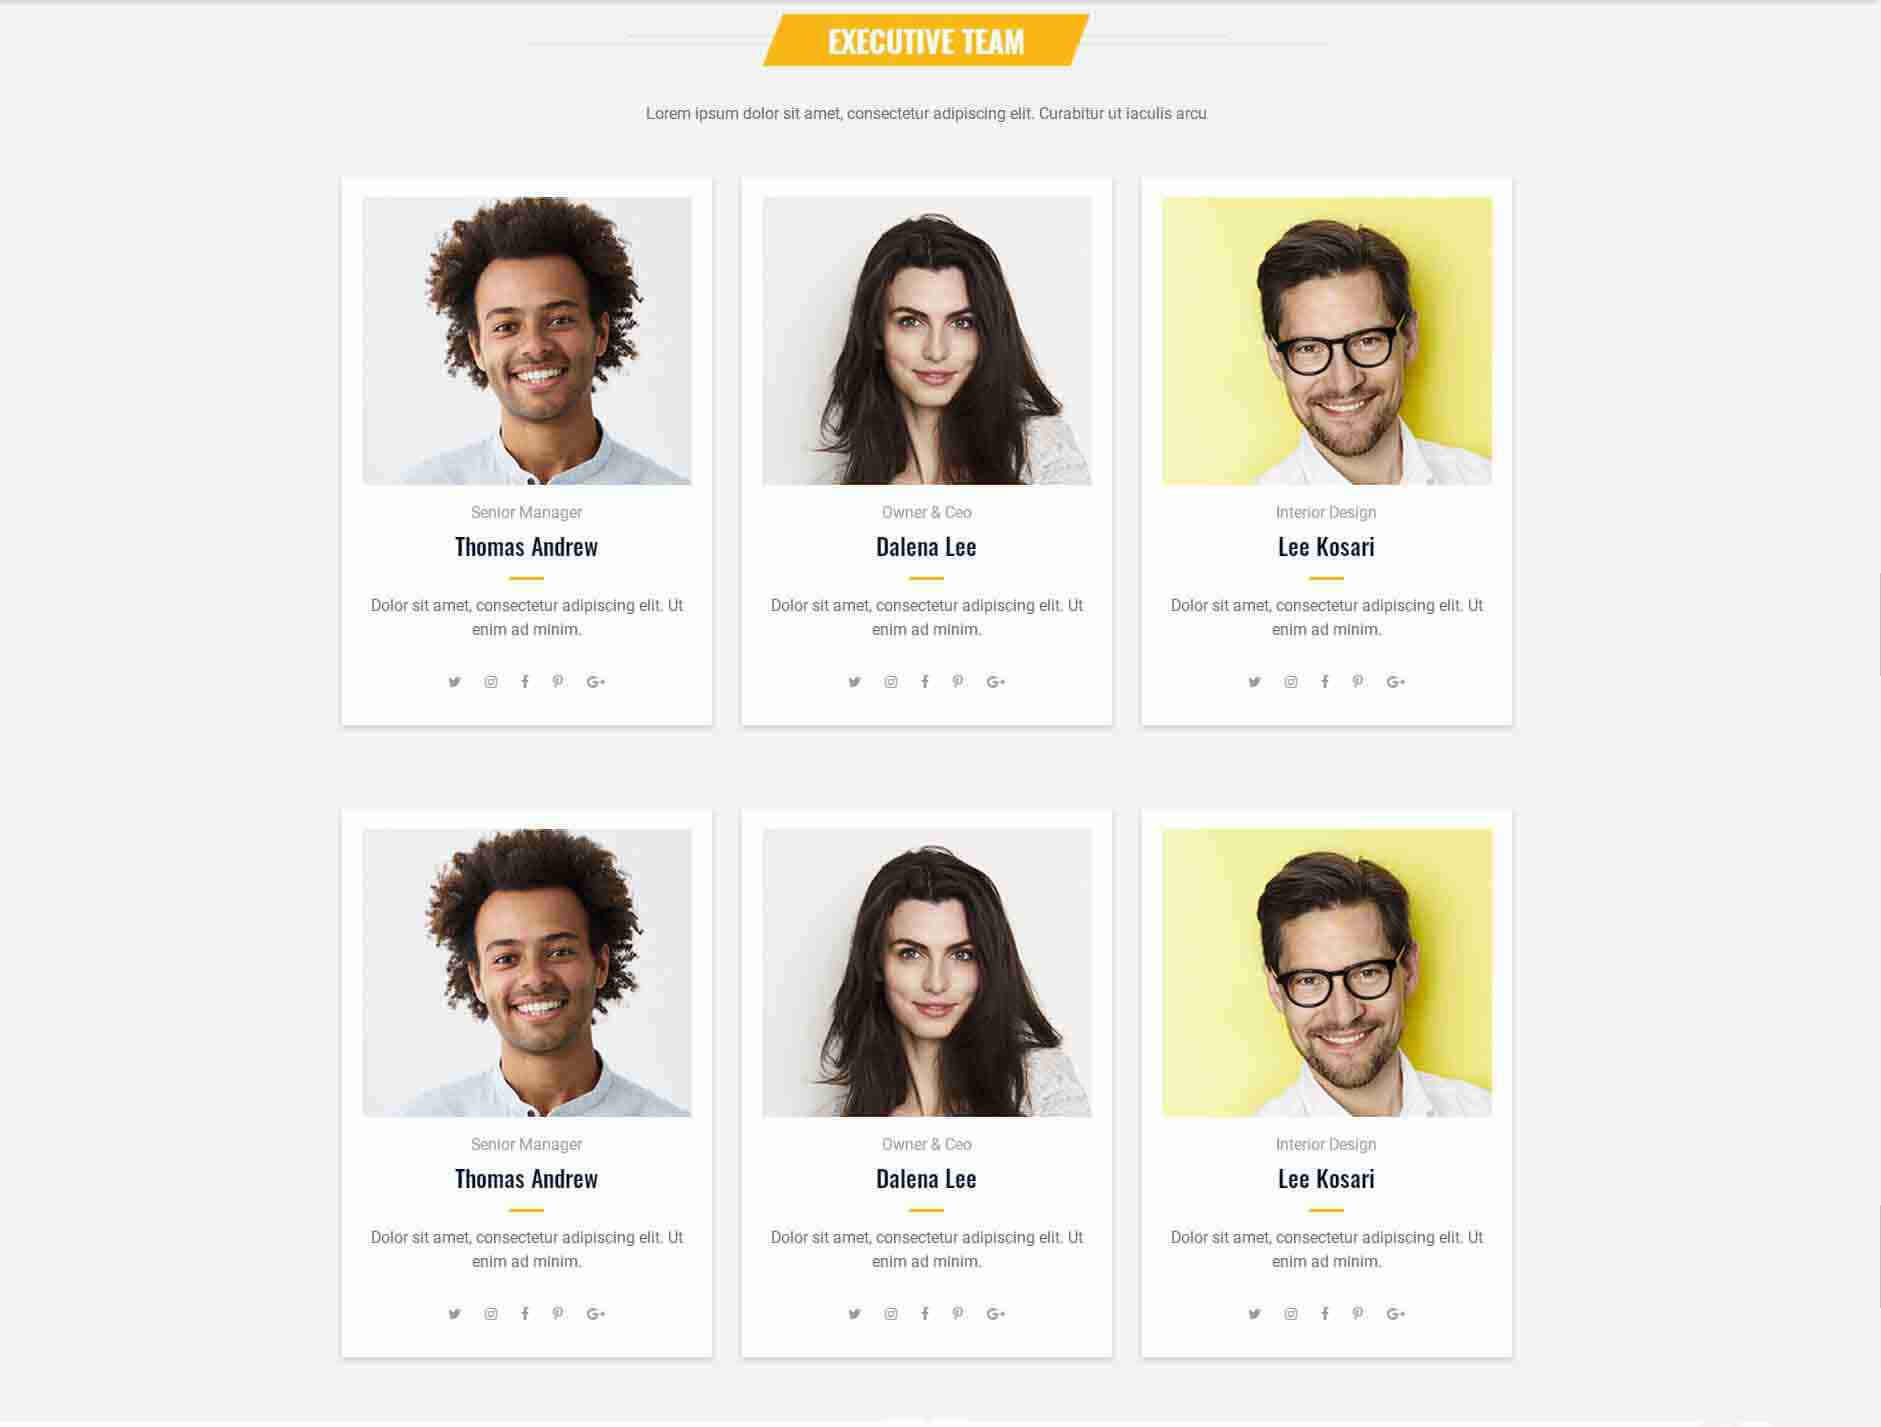 EXECUTIVE TEAM
Lorem ipsum dolor sit amet, consectetur adipiscing elit. Curabitur ut iaculis arcu
Senior Manager
Thomas Andrew
Dolor sit amet, consectetur adipiscing elit. Ut
enim ad minim.
Owner & Ceo
Dalena Lee
Dolor sit amet, consectetur adipiscing elit. Ut
enim ad minim.
Interior Design
Lee Kosari
Dolor sit amet, consectetur adipiscing elit. Ut
enim ad minim.
Senior Manager
Thomas Andrew
Dolor sit amet, consectetur adipiscing elit. Ut
enim ad minim.
Owner & Ceo
Dalena Lee
Dolor sit amet, consectetur adipiscing elit. Ut
enim ad minim.
Interior Design
Lee Kosari
Dolor sit amet, consectetur adipiscing elit. Ut
enim ad minim.